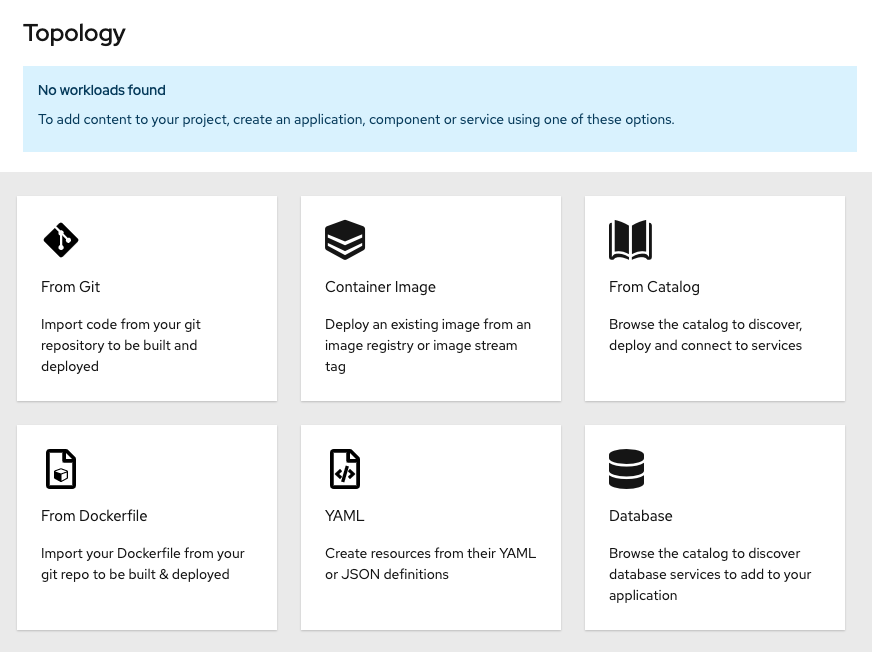 Topology
No workloads found
To add content to your project, create an application, component or service using one of these options.
From Git
Import code from your git
repository to be built and
deployed
Container Image
Deploy an existing image from an
image registry or image stream
tag
From Catalog
Browse the catalog to discover,
deploy and connect to services
From Dockerfile
Import your Dockerfile from your
git repo to be built & deployed
YAML
Create resources from their YAML
or JSON definitions
Database
Browse the catalog to discover
database services to add to your
application